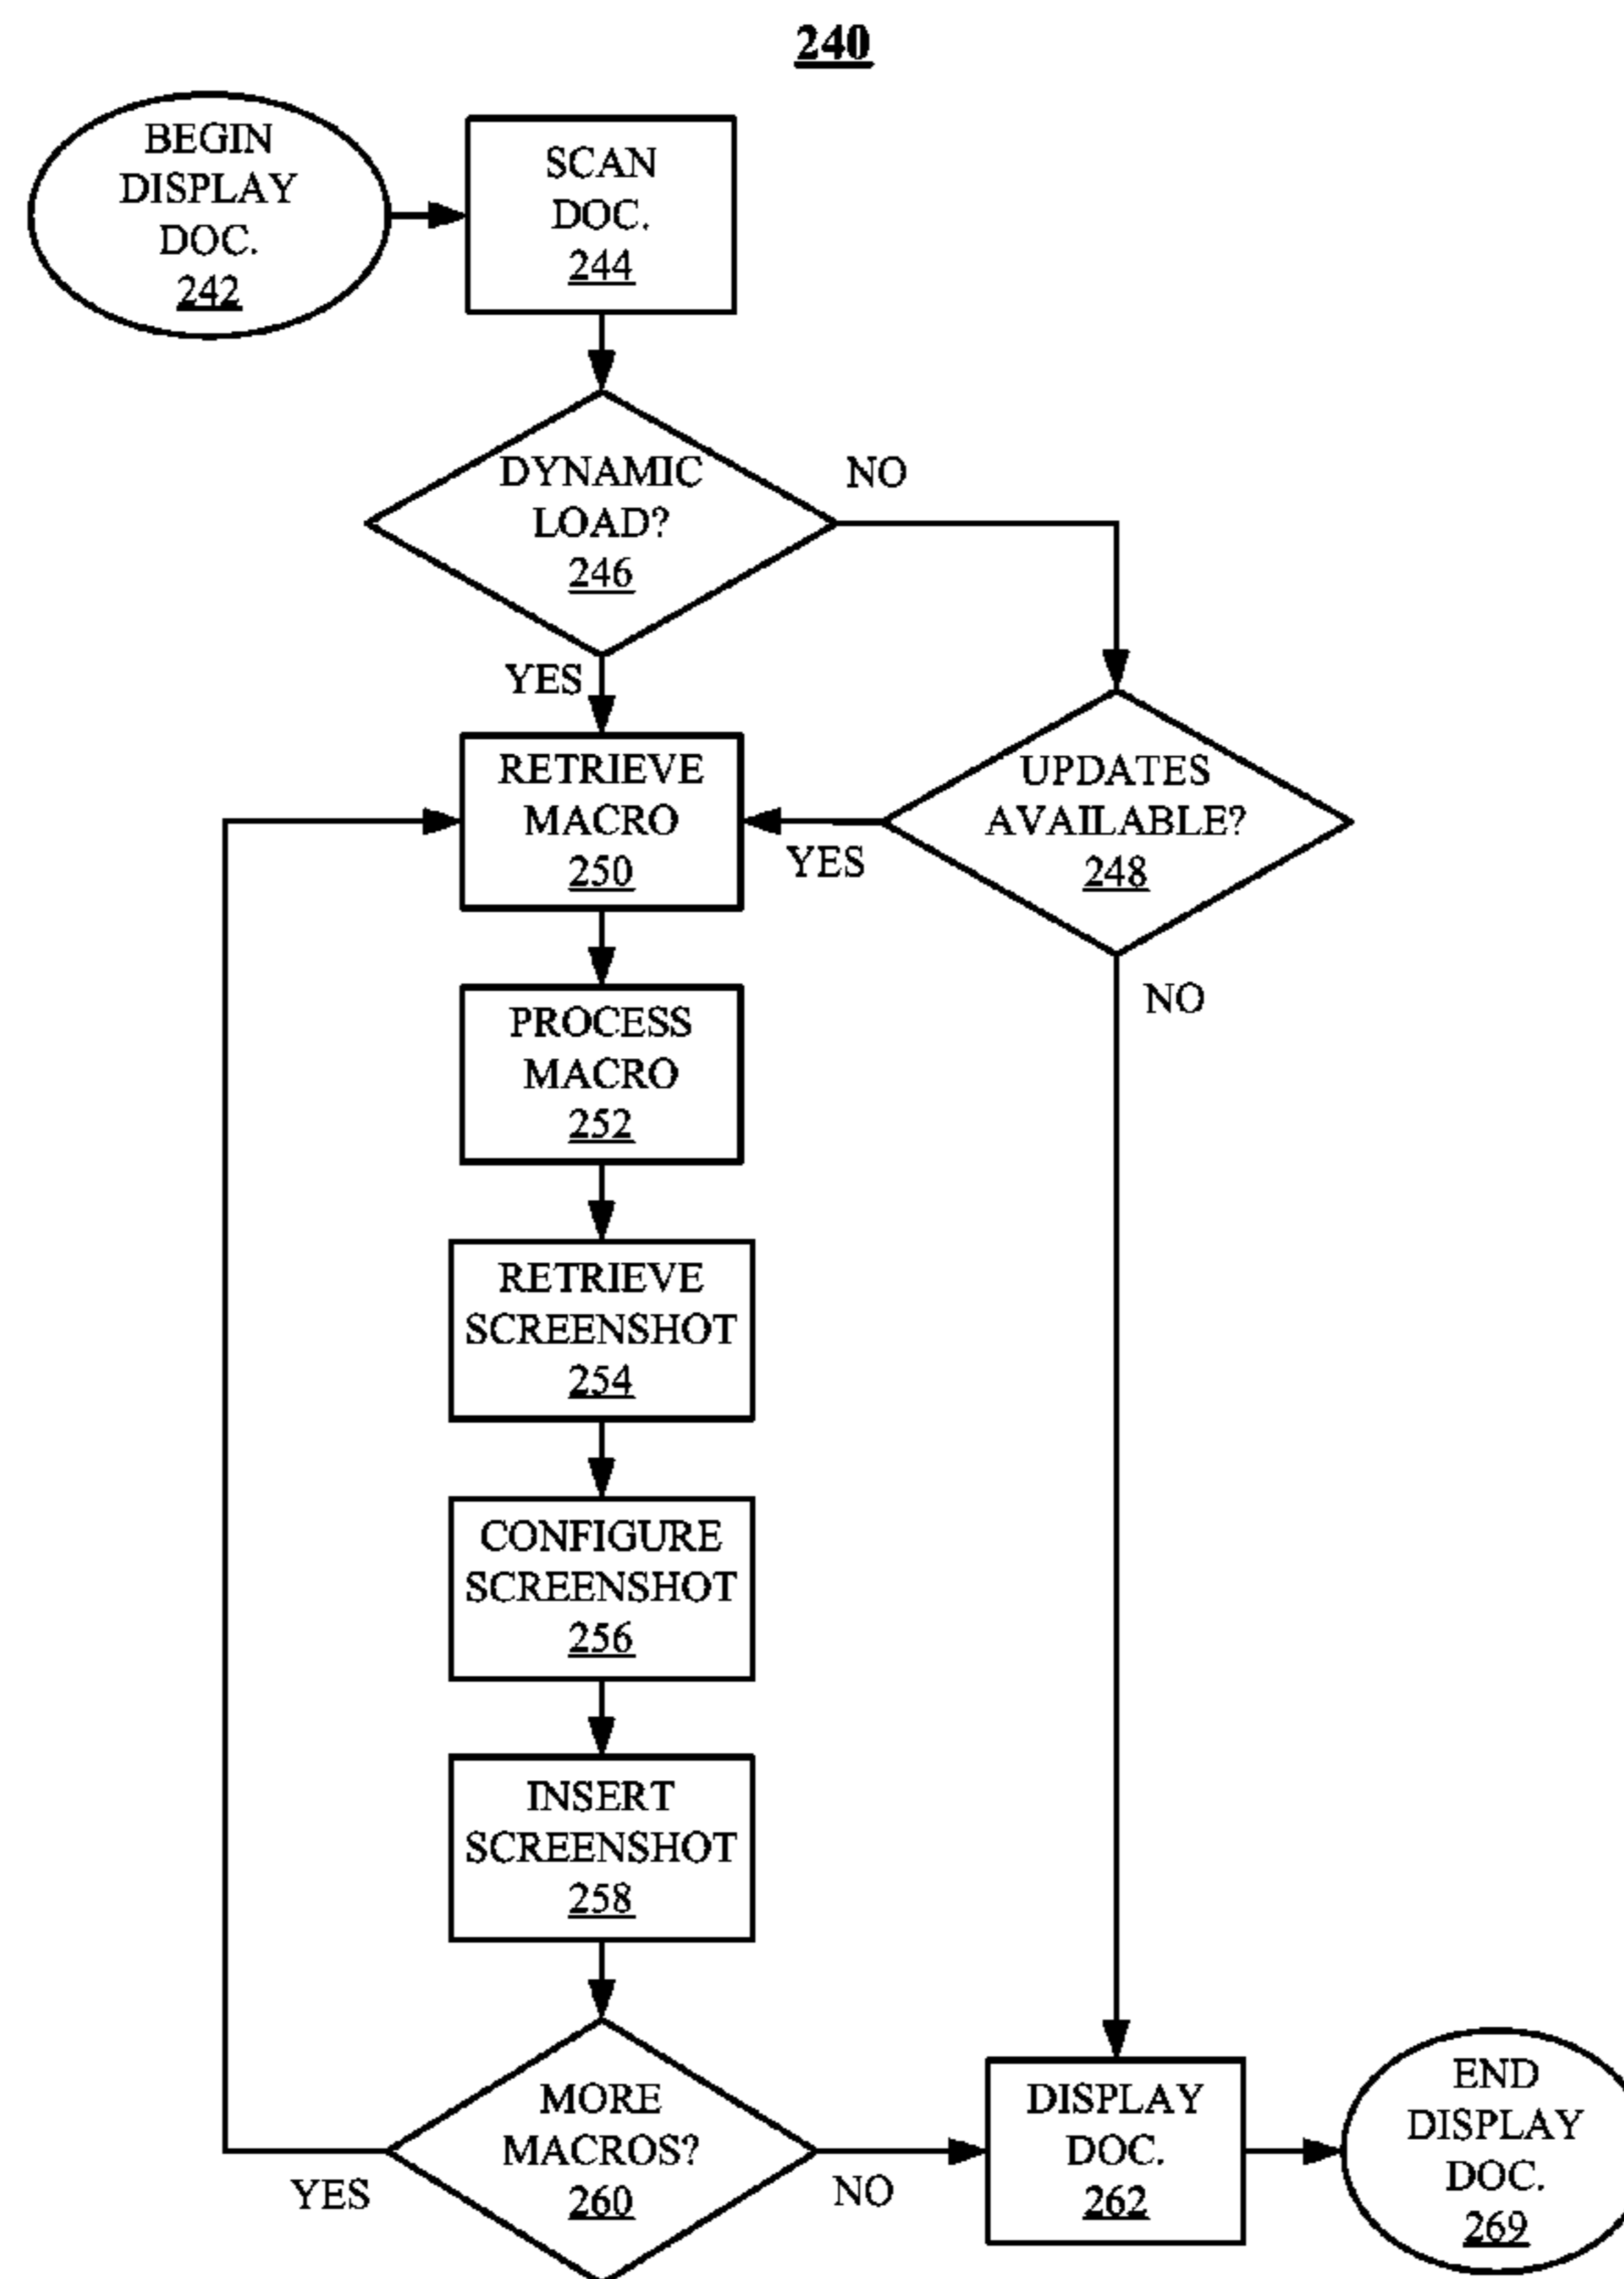 240
BEGIN
DISPLAY
DOC.
242
SCAN
DOC.
244
DYNAMIC
LOAD?
246
NO
YES
RETRIEVE
MACRO
250
YES
UPDATES
AVAILABLE?
248
NO
PROCESS
MACRO
252
RETRIEVE
SCREENSHOT
254
CONFIGURE
SCREENSHOT
256
INSERT
SCREENSHOT
258
MORE
MACROS?
260
YES
NO
DISPLAY
DOC.
262
END
DISPLAY
DOC.
269